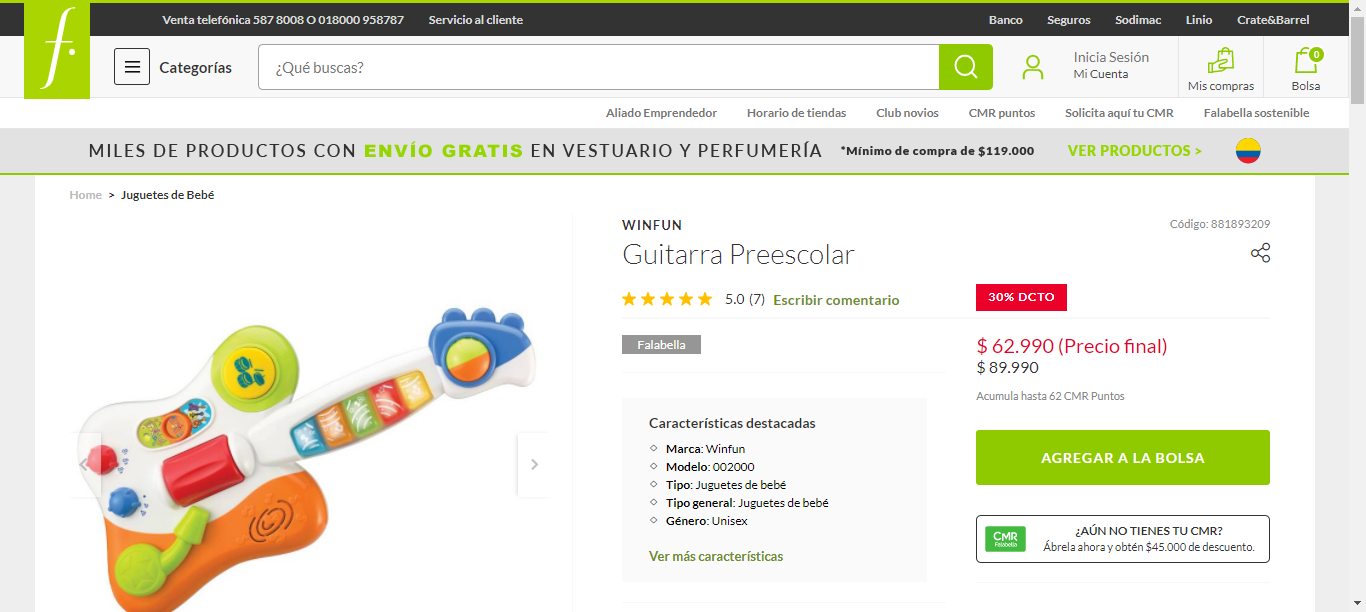 Venta telefónica 587 8008 O 018000 958787 Servicio al cliente Banco Seguros Sodimac Linio Crate&Barrel
f.
Categorías ¿Qué buscas? Inicia Sesión
Mi Cuenta Mis compras 0 Bolsa
Aliado Emprendedor Horario de tiendas Club novios CMR puntos Solicita aquí tu CMR Falabella sostenible
MILES DE PRODUCTOS CON ENVÍO GRATIS EN VESTUARIO Y PERFUMERÍA *Mínimo de compra de $119.000 VER PRODUCTOS >
Home > Juguetes de Bebé
WINFUN Código: 881893209
Guitarra Preescolar
5.0 (7) Escribir comentario 30% DCTO
Falabella
$ 62.990 (Precio final)
$ 89.990
Acumula hasta 62 CMR Puntos
Características destacadas
Marca: Winfun
Modelo: 002000
Tipo: Juguetes de bebé
Tipo general: Juguetes de bebé
Género: Unisex
Ver más características
AGREGAR A LA BOLSA
CMR
Falabella
¿AÚN NO TIENES TU CMR?
Ábrela ahora y obtén $45.000 de descuento.